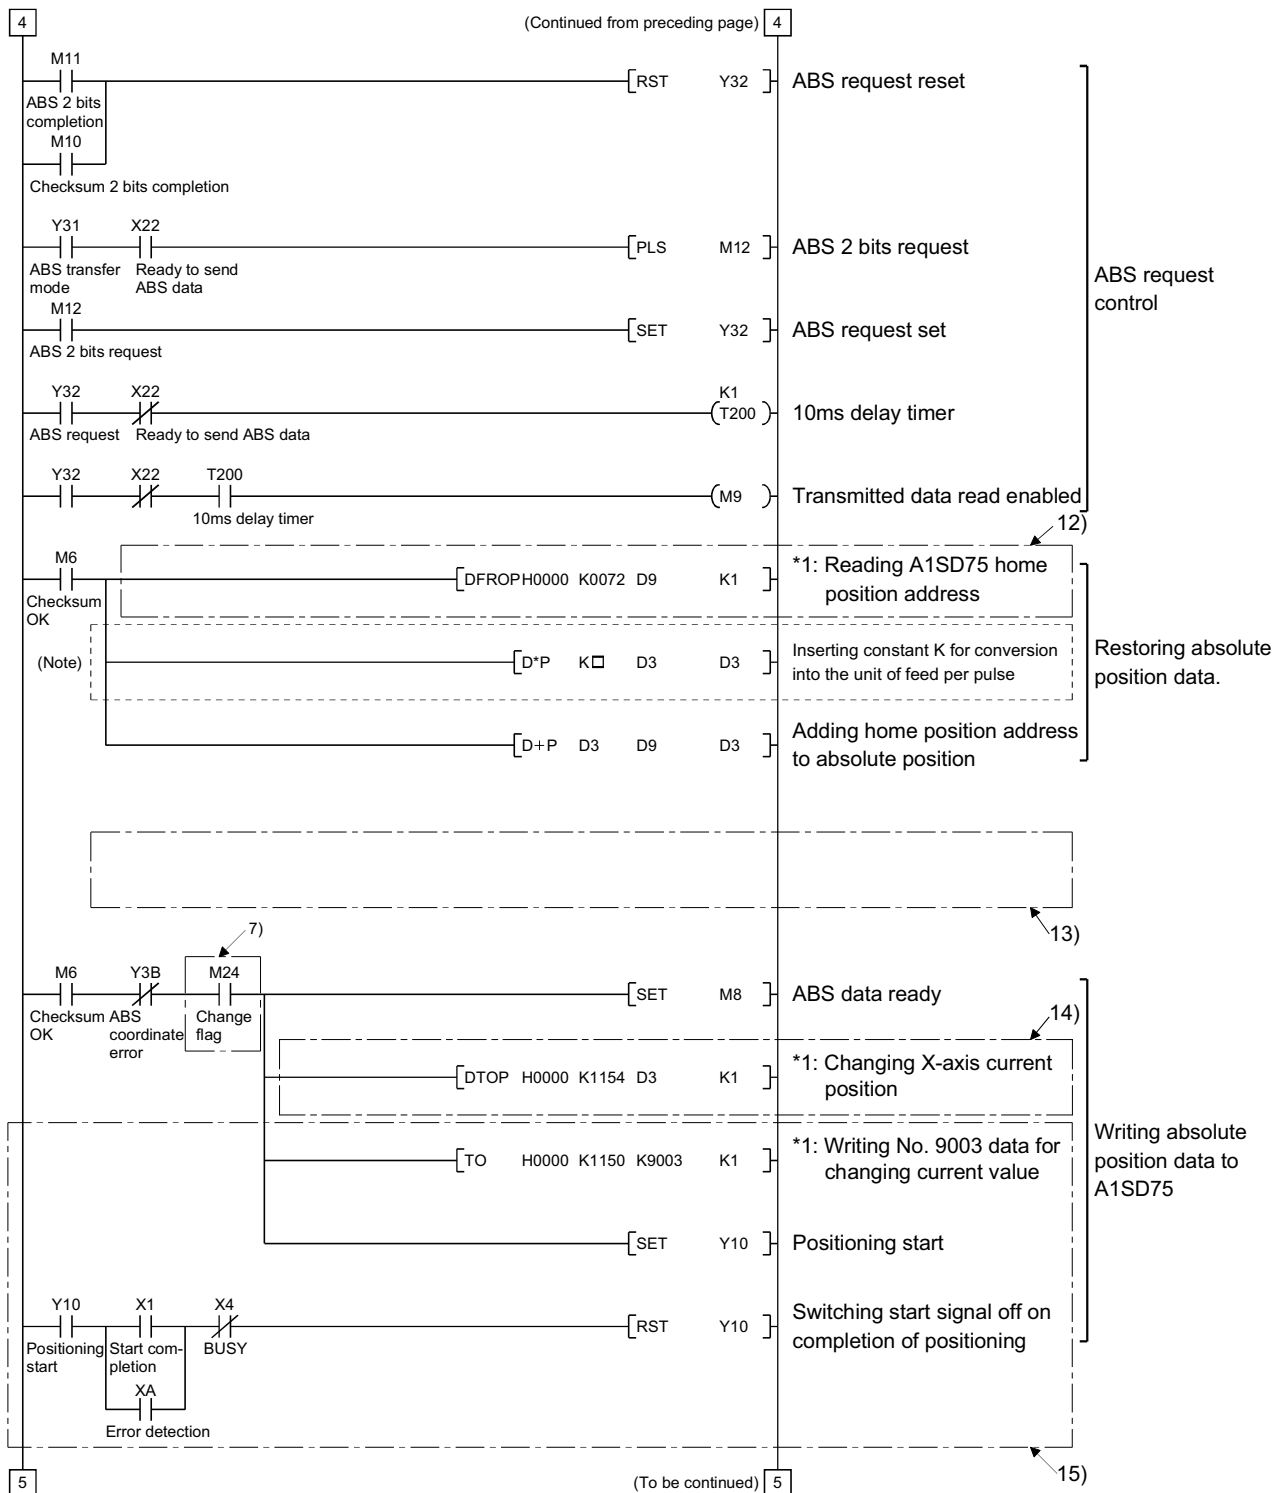 4 (Continued from preceding page) 4
M11
RST Y32 ABS request reset
ABS 2 bits
completion
M10
Checksum 2 bits completion
Y31 X22
PLS M12 ABS 2 bits request
ABS transfer Ready to send
mode ABS data
ABS request
control
M12
SET Y32 ABS request set
ABS 2 bits request
Y32 X22 K1
T200 10ms delay timer
ABS request Ready to send ABS data
Y32 X22 T200
M9 Transmitted data read enabled
10ms delay timer
12)
M6
DFROPH0000 K0072 D9 K1 *1: Reading A1SD75 home
position address
Checksum
OK
(Note) D*P K□ D3 D3 Inserting constant K for conversion
into the unit of feed per pulse
Restoring absolute
position data.
D+P D3 D9 D3 Adding home position address
to absolute position
13)
7)
M6 Y3B M24
SET M8 ABS data ready
Checksum ABS Change
OK coordinate flag
error
14)
DTOP H0000 K1154 D3 K1 *1: Changing X-axis current
position
TO H0000 K1150 K9003 K1 *1: Writing No. 9003 data for
changing current value
Writing absolute
position data to
A1SD75
SET Y10 Positioning start
Y10 X1 X4
RST Y10 Switching start signal off on
completion of positioning
Positioning Start com- BUSY
start pletion
XA
Error detection
15)
5 (To be continued) 5